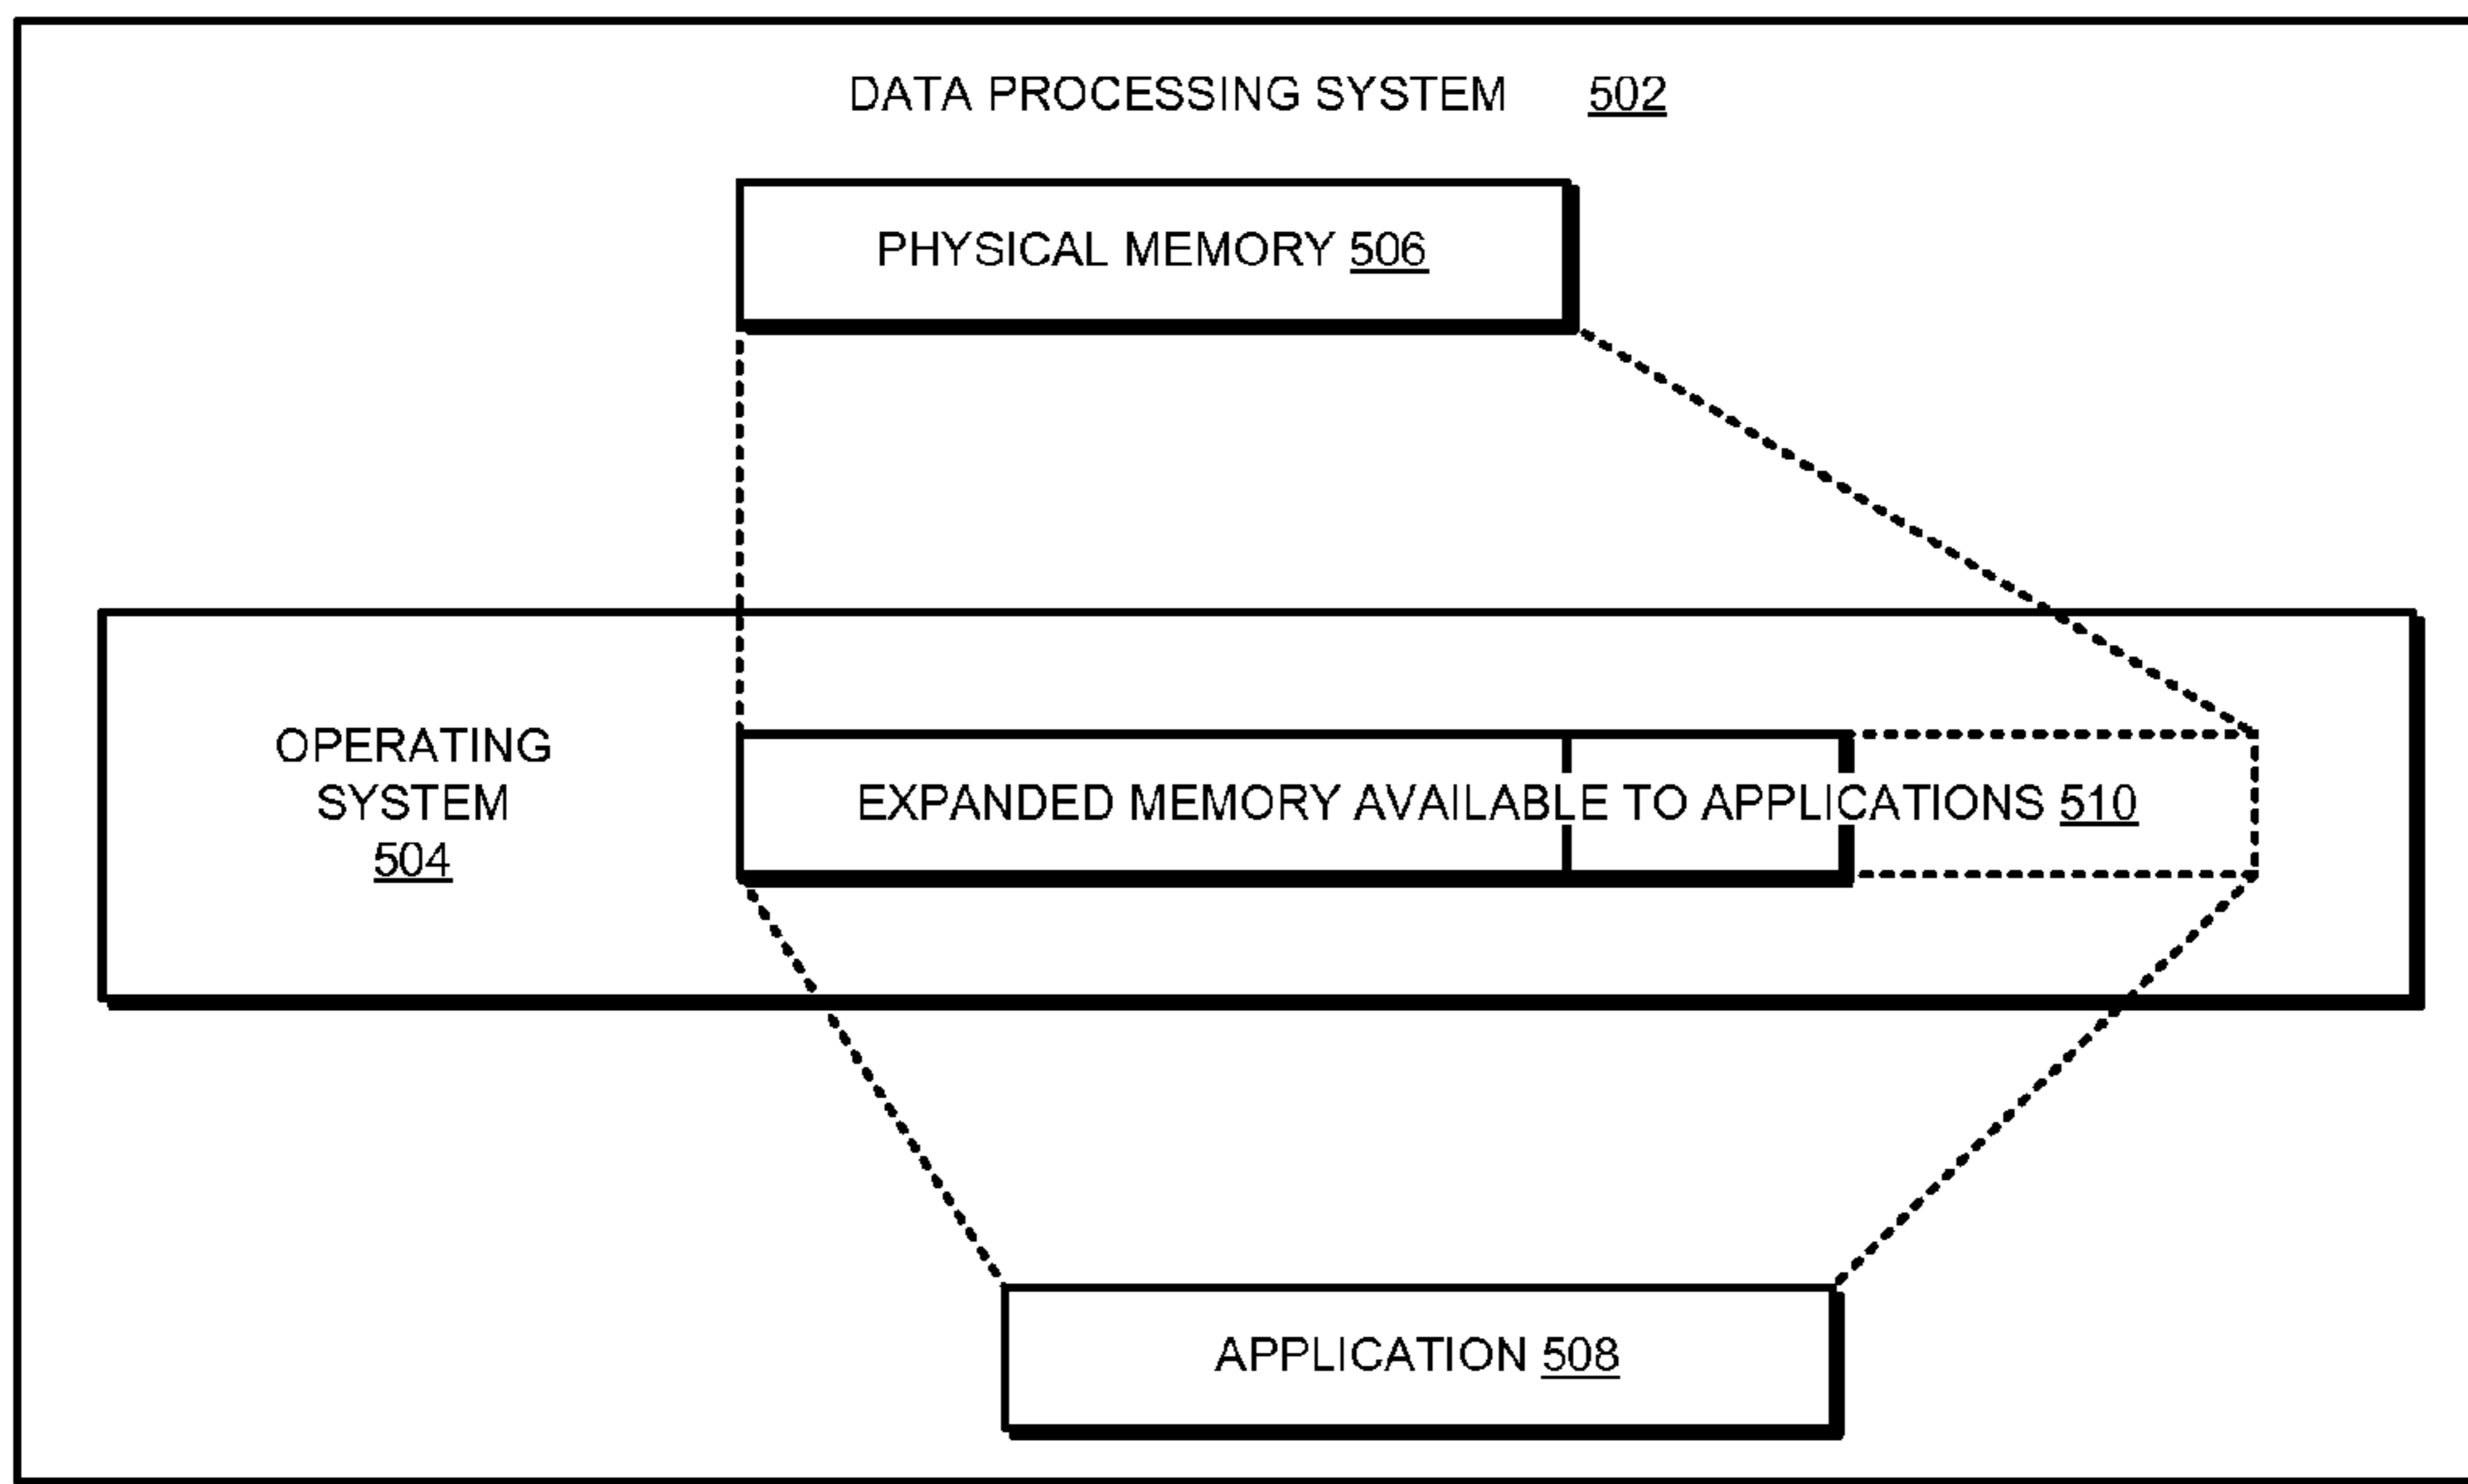 DATA PROCESSING SYSTEM 502
PHYSICAL MEMORY 506
OPERATING
SYSTEM
504
EXPANDED MEMORY AVAILABLE TO APPLICATIONS 510
APPLICATION 508